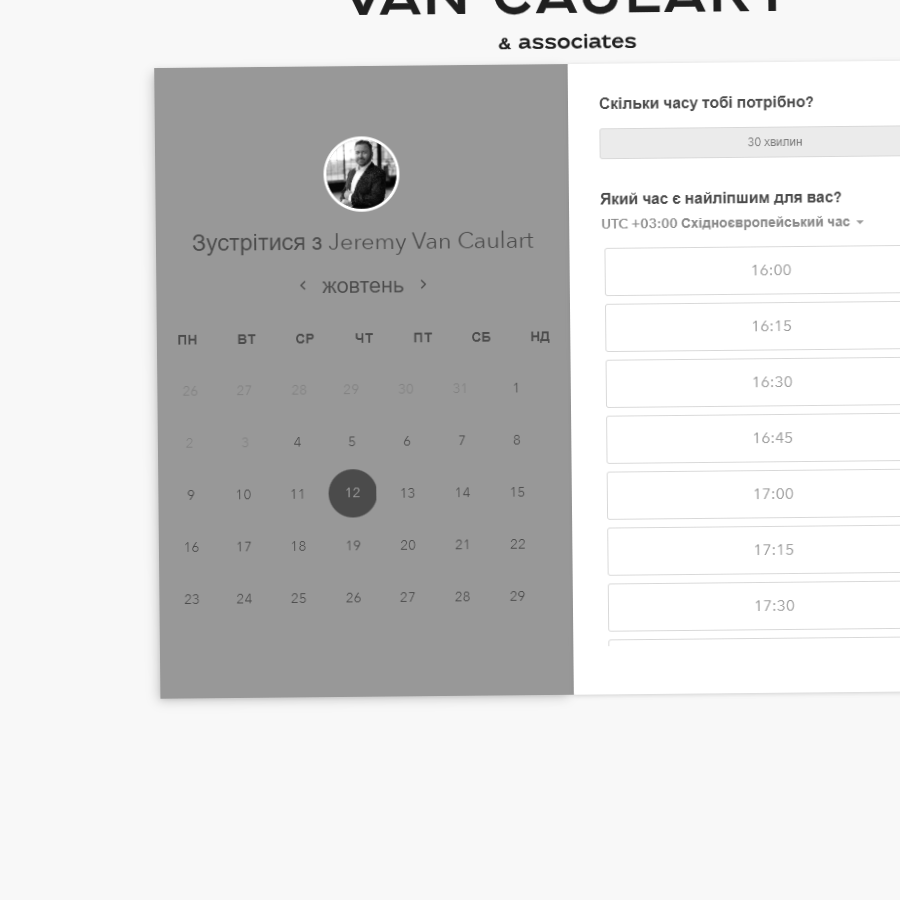 VAN CAULART
& associates
Зустрітися з Jeremy Van Caulart
жовтень
ПН ВТ СР ЧТ ПТ СБ НД
26 27 28 29 30 31 1
2 3 4 5 6 7 8
9 10 11 12 13 14 15
16 17 18 19 20 21 22
23 24 25 26 27 28 29
Скільки часу тобі потрібно?
30 хвилин
Який час є найліпшим для вас?
UTC +03:00 Східноєвропейський час
16:00
16:15
16:30
16:45
17:00
17:15
17:30